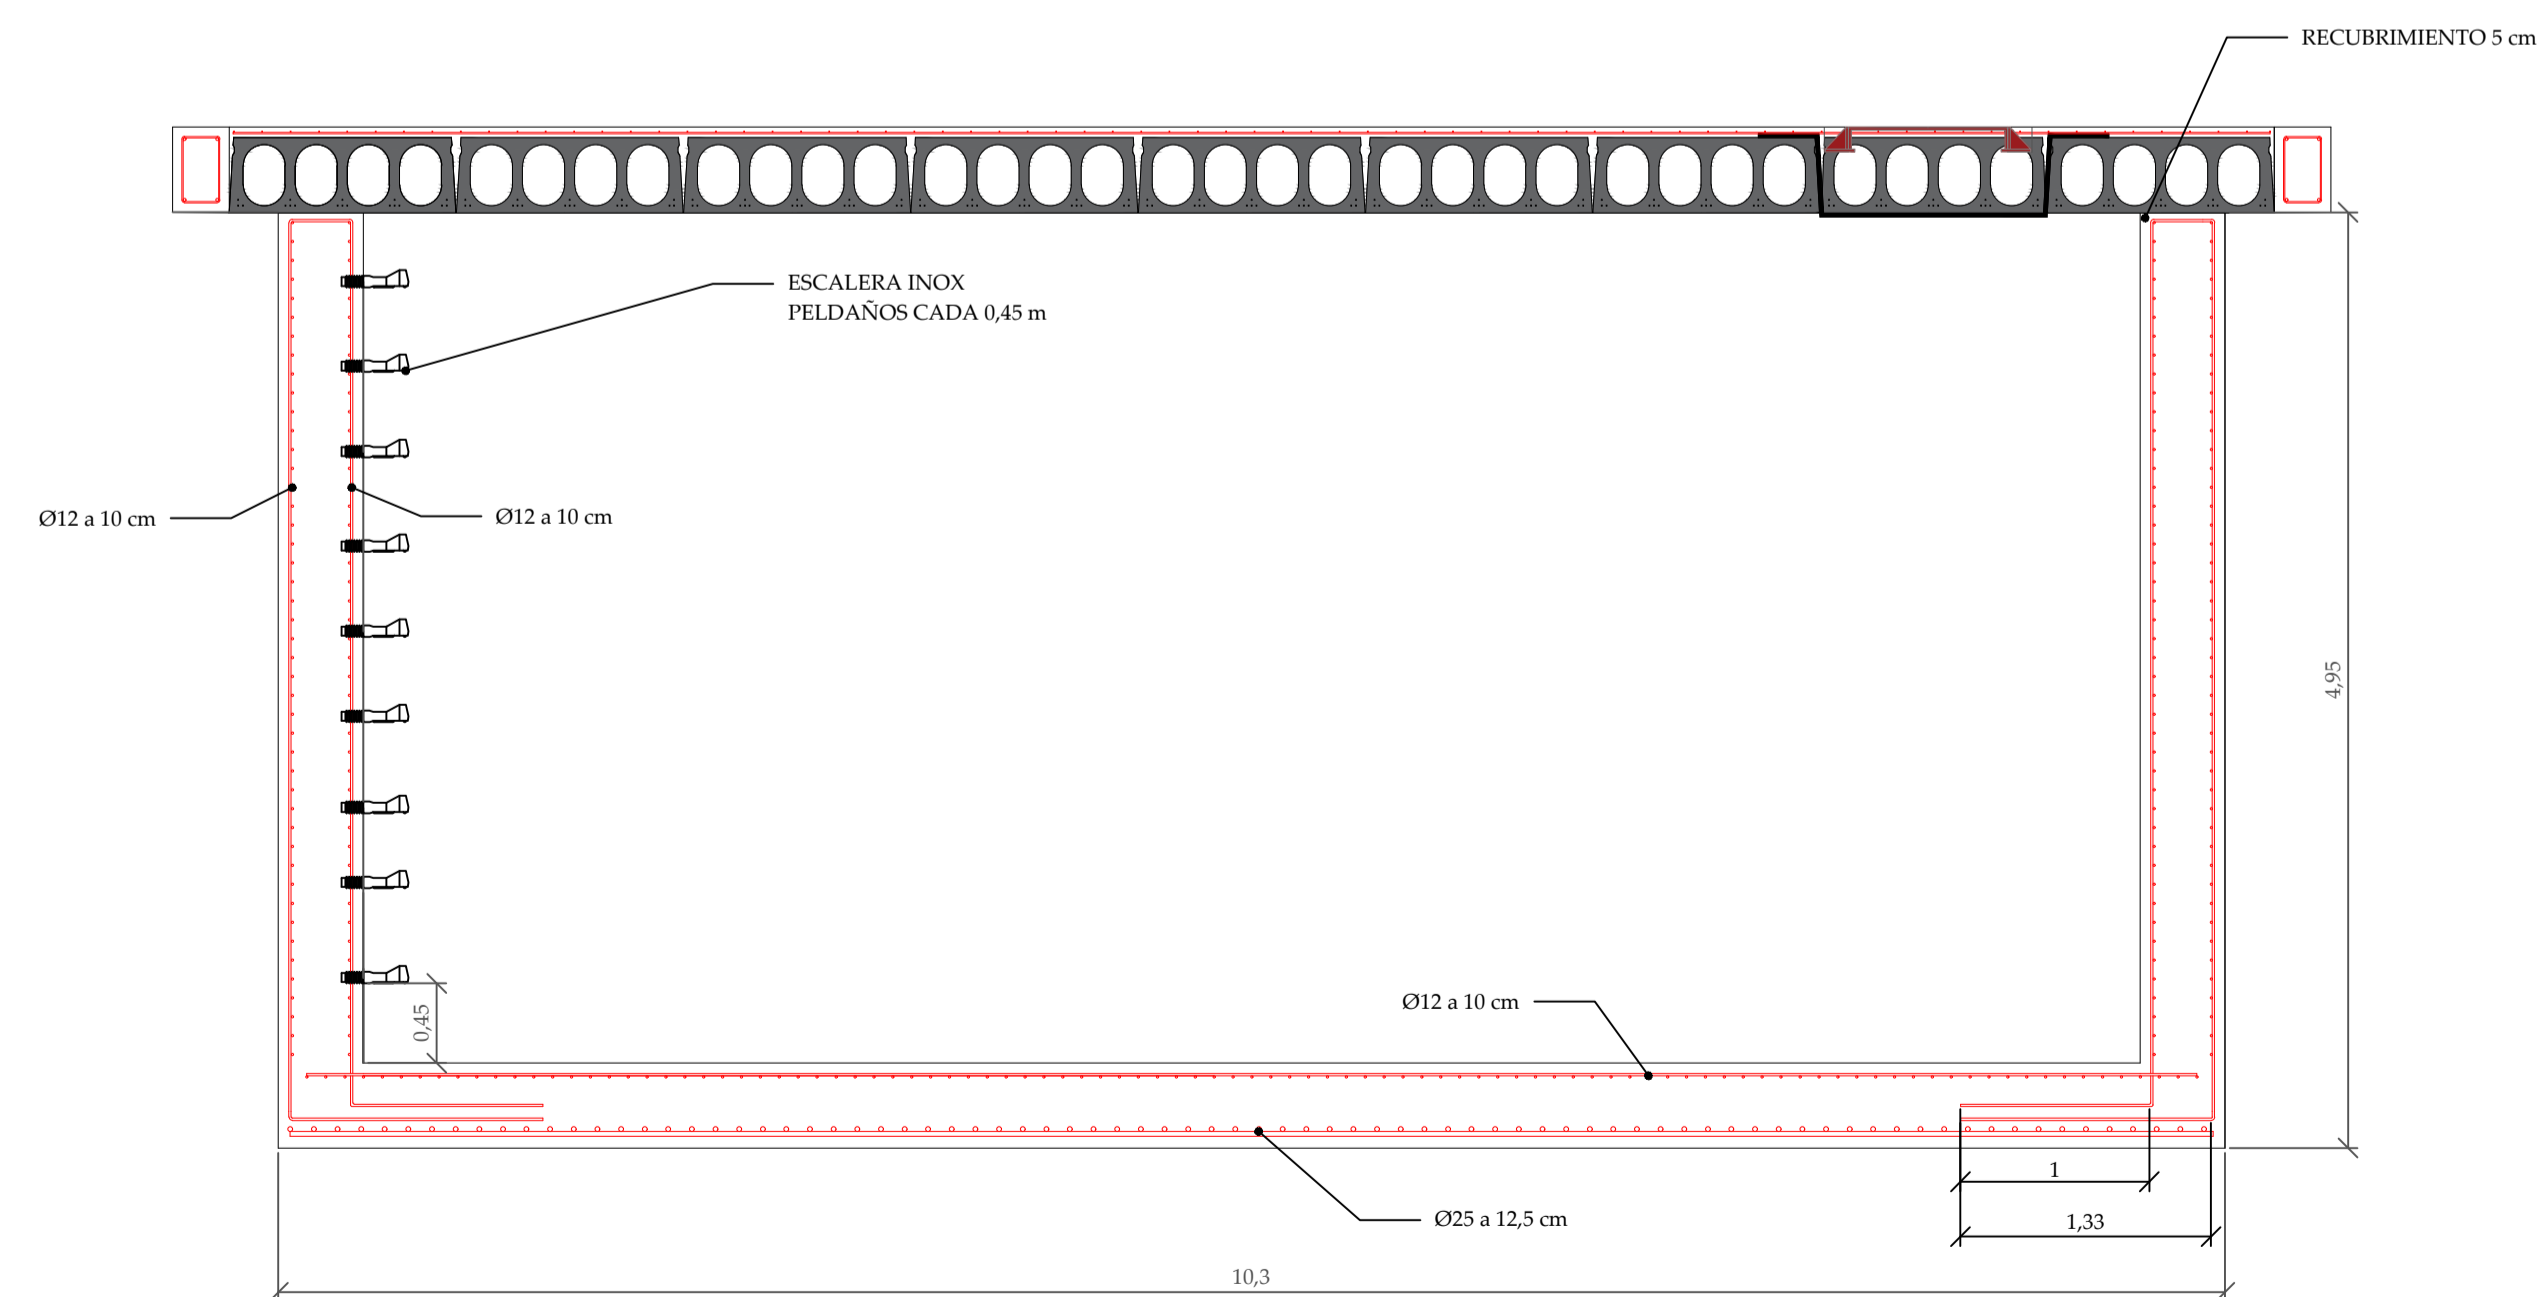 RECUBRIMIENTO 5 cm
ESCALERA INOX
PELDAÑOS CADA 0,45 m
Ø12 a 10 cm
Ø12 a 10 cm
4,95
0,45
Ø12 a 10 cm
1
Ø25 a 12,5 cm
1,33
10,3